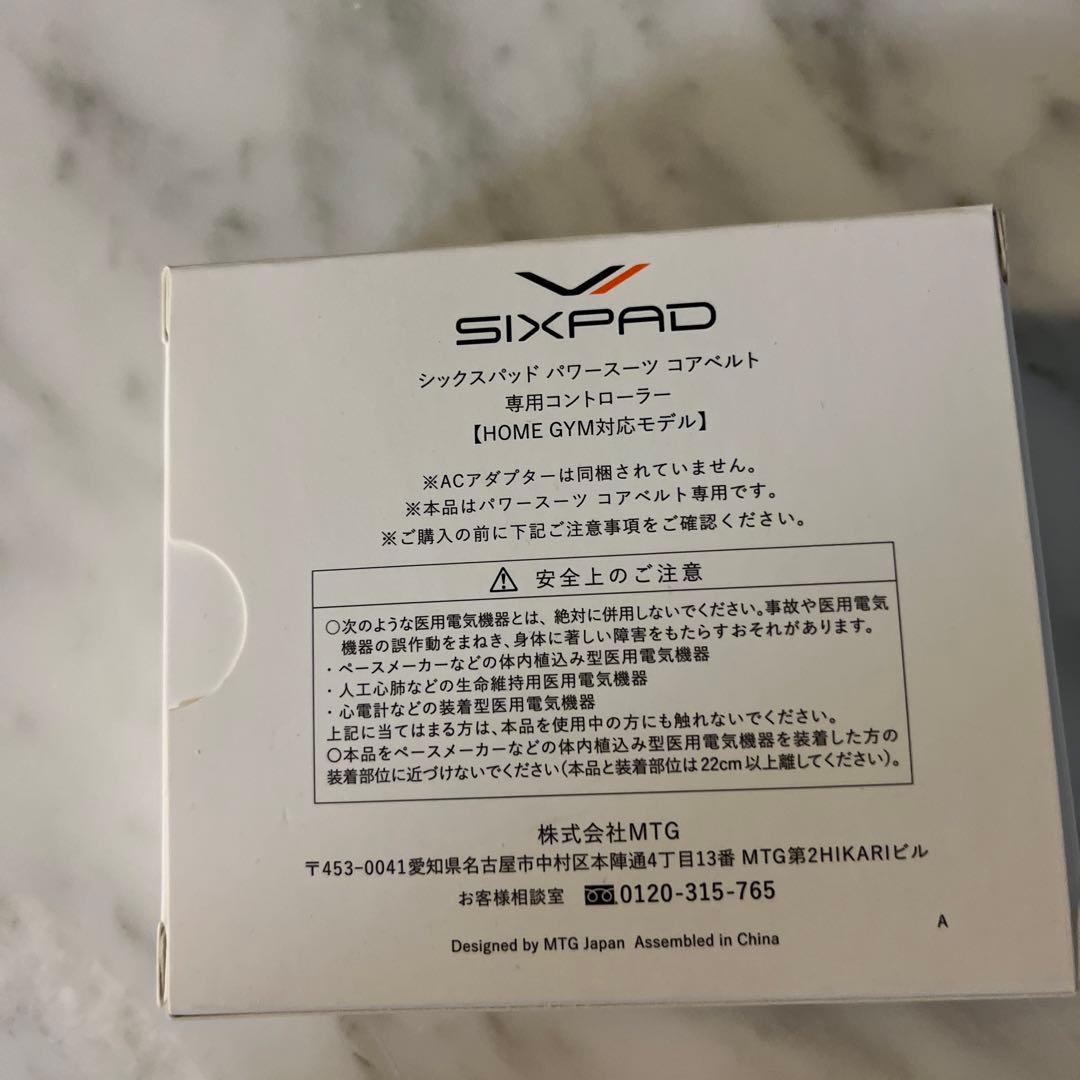 SIXPAD
シックスパッド パワースーツ コアベルト
専用コントローラー
【HOME GYM対応モデル】
※ACアダプターは同梱されていません。
※本品はパワースーツ コアベルト専用です。
※ご購入の前に下記ご注意事項をご確認ください。
⚠ 安全上のご注意
○次のような医用電気機器とは、絶対に併用しないでください。事故や医用電気
機器の誤作動をまねき、身体に著しい障害をもたらすおそれがあります。
・ペースメーカーなどの体内植込み型医用電気機器
・人工心肺などの生命維持用医用電気機器
・心電計などの装着型医用電気機器
上記に当てはまる方は、本品を使用中の方にも触れないでください。
○本品をペースメーカーなどの体内植込み型医用電気機器を装着した方の
装着部位に近づけないでください（本品と装着部位は22cm以上離してください）。
株式会社MTG
〒453-0041愛知県名古屋市中村区本陣通4丁目13番 MTG第2HIKARIビル
お客様相談室 0120-315-765
A
Designed by MTG Japan Assembled in China